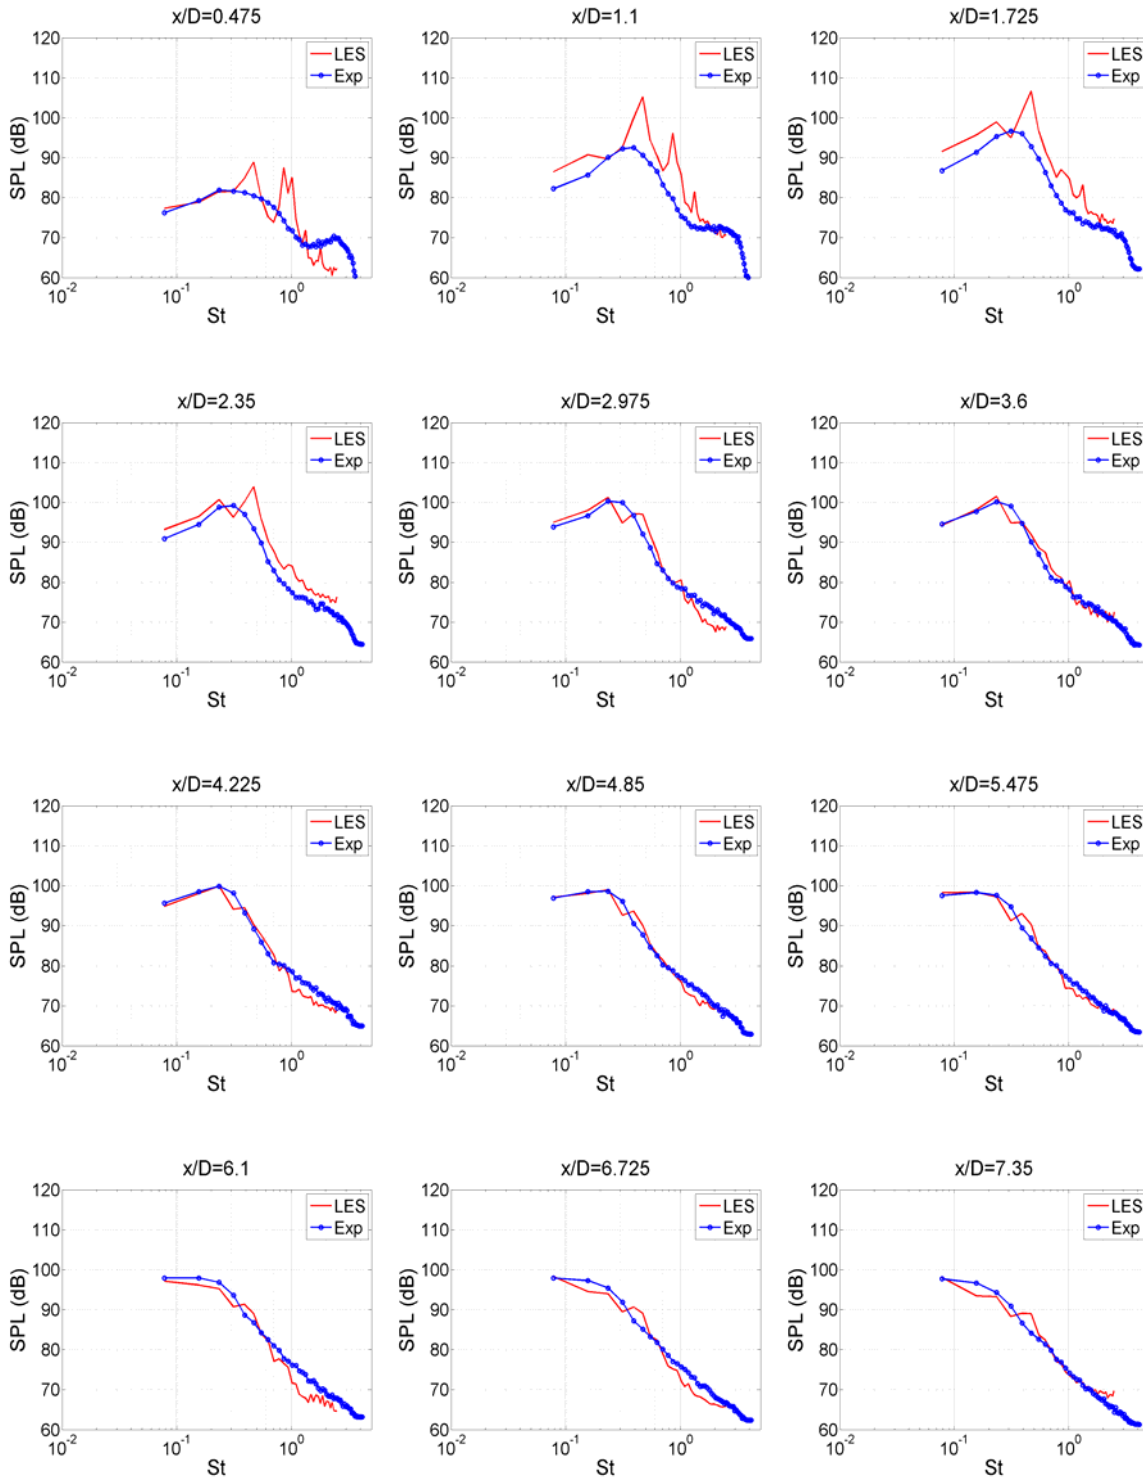 x/D=0.475
120
110
100
90
80
70
60
SPL (dB)
LES
Exp
10^-2
10^-1
10^0
St
x/D=1.1
120
110
100
90
80
70
60
SPL (dB)
LES
Exp
10^-2
10^-1
10^0
St
x/D=1.725
120
110
100
90
80
70
60
SPL (dB)
LES
Exp
10^-2
10^-1
10^0
St
x/D=2.35
120
110
100
90
80
70
60
SPL (dB)
LES
Exp
10^-2
10^-1
10^0
St
x/D=2.975
120
110
100
90
80
70
60
SPL (dB)
LES
Exp
10^-2
10^-1
10^0
St
x/D=3.6
120
110
100
90
80
70
60
SPL (dB)
LES
Exp
10^-2
10^-1
10^0
St
x/D=4.225
120
110
100
90
80
70
60
SPL (dB)
LES
Exp
10^-2
10^-1
10^0
St
x/D=4.85
120
110
100
90
80
70
60
SPL (dB)
LES
Exp
10^-2
10^-1
10^0
St
x/D=5.475
120
110
100
90
80
70
60
SPL (dB)
LES
Exp
10^-2
10^-1
10^0
St
x/D=6.1
120
110
100
90
80
70
60
SPL (dB)
LES
Exp
10^-2
10^-1
10^0
St
x/D=6.725
120
110
100
90
80
70
60
SPL (dB)
LES
Exp
10^-2
10^-1
10^0
St
x/D=7.35
120
110
100
90
80
70
60
SPL (dB)
LES
Exp
10^-2
10^-1
10^0
St